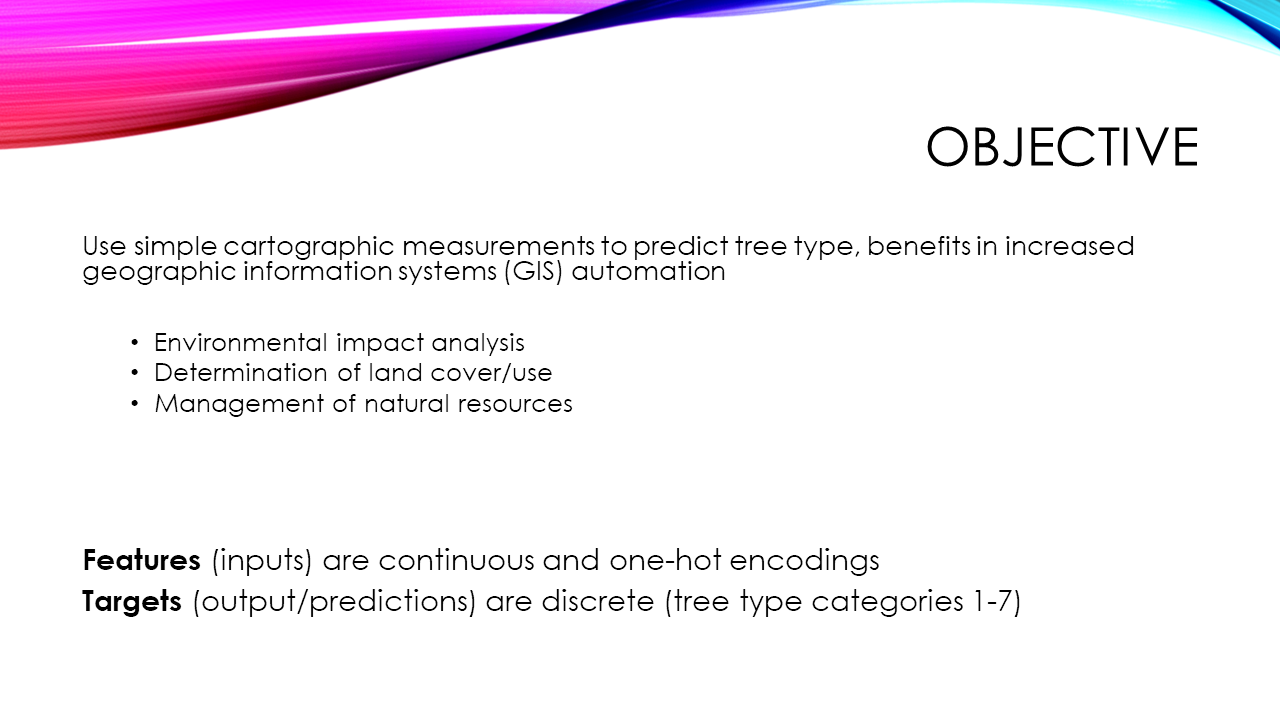 OBJECTIVE
Use simple cartographic measurements to predict tree type, benefits in increased
geographic information systems (GIS) automation
• Environmental impact analysis
• Determination of land cover/use
• Management of natural resources
Features (inputs) are continuous and one-hot encodings
Targets (output/predictions) are discrete (tree type categories 1-7)